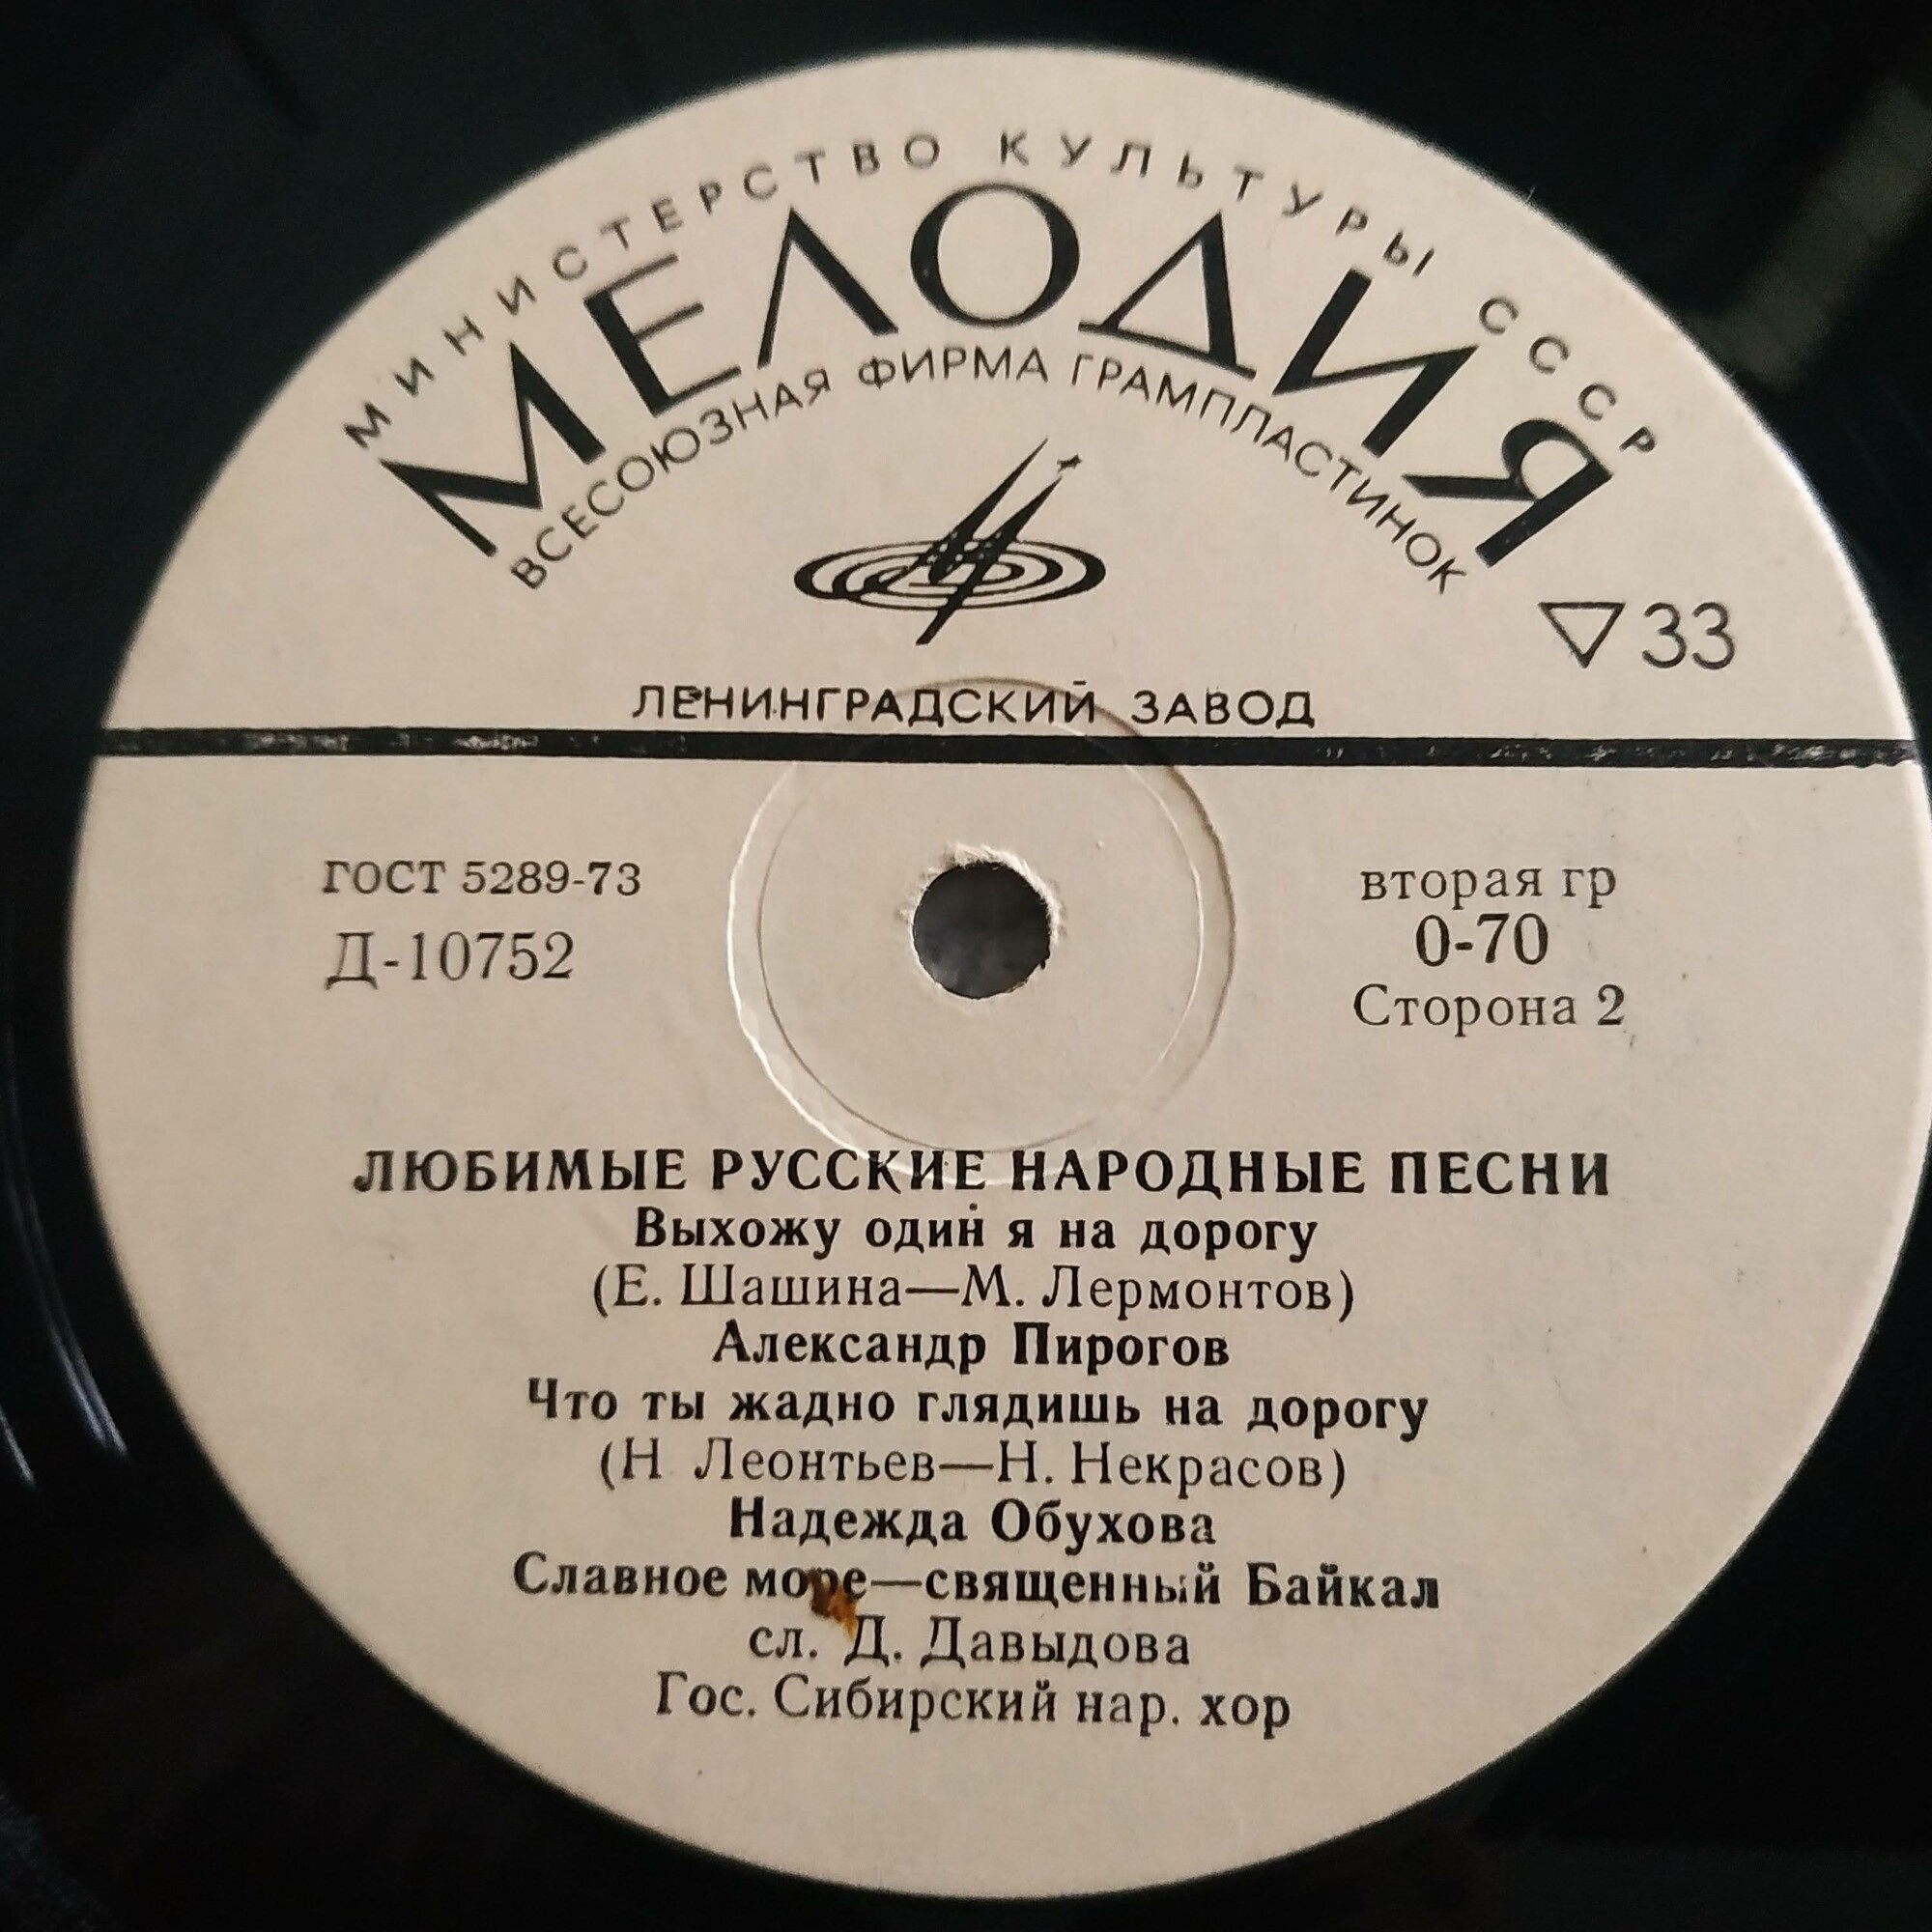 МИНИСТЕРСТВО КУЛЬТУРЫ СССР
МЕЛОДИЯ
ВСЕСОЮЗНАЯ ФИРМА ГРАМПЛАСТИНОК
33
ЛЕНИНГРАДСКИЙ ЗАВОД
ГОСТ 5289-73
Д-10752
вторая гр
0-70
Сторона 2
ЛЮБИМЫЕ РУССКИЕ НАРОДНЫЕ ПЕСНИ
Выхожу один я на дорогу
(Е. Шашина—М. Лермонтов)
Александр Пирогов
Что ты жадно глядишь на дорогу
(Н Леонтьев—Н. Некрасов)
Надежда Обухова
Славное море—священный Байкал
сл. Д. Давыдова
Гос. Сибирский нар. хор